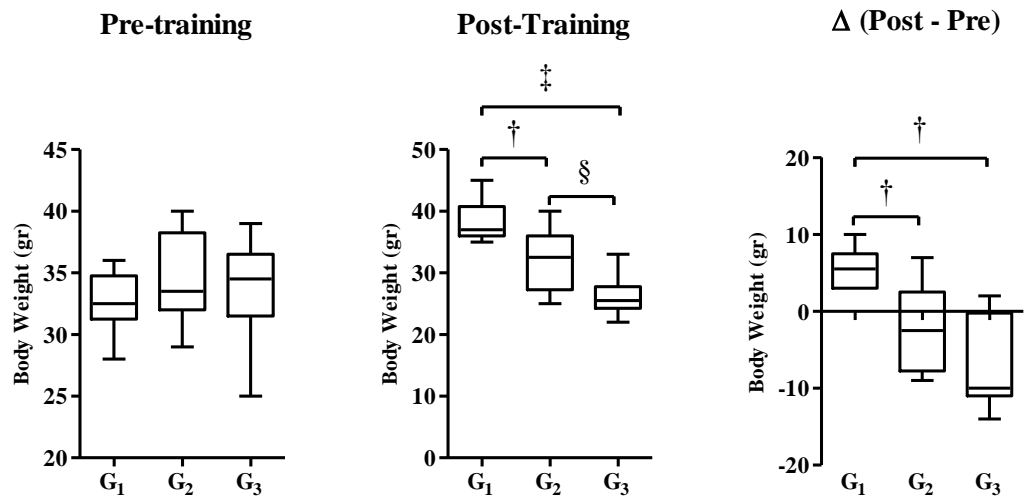 Pre-training
45
40
35
30
25
20
Body Weight (gr)
G₁ G₂ G₃
Post-Training
‡
†
§
50
40
30
20
10
0
Body Weight (gr)
G₁ G₂ G₃
Δ (Post - Pre)
†
†
20
10
0
-10
-20
Body Weight (gr)
G₁ G₂ G₃